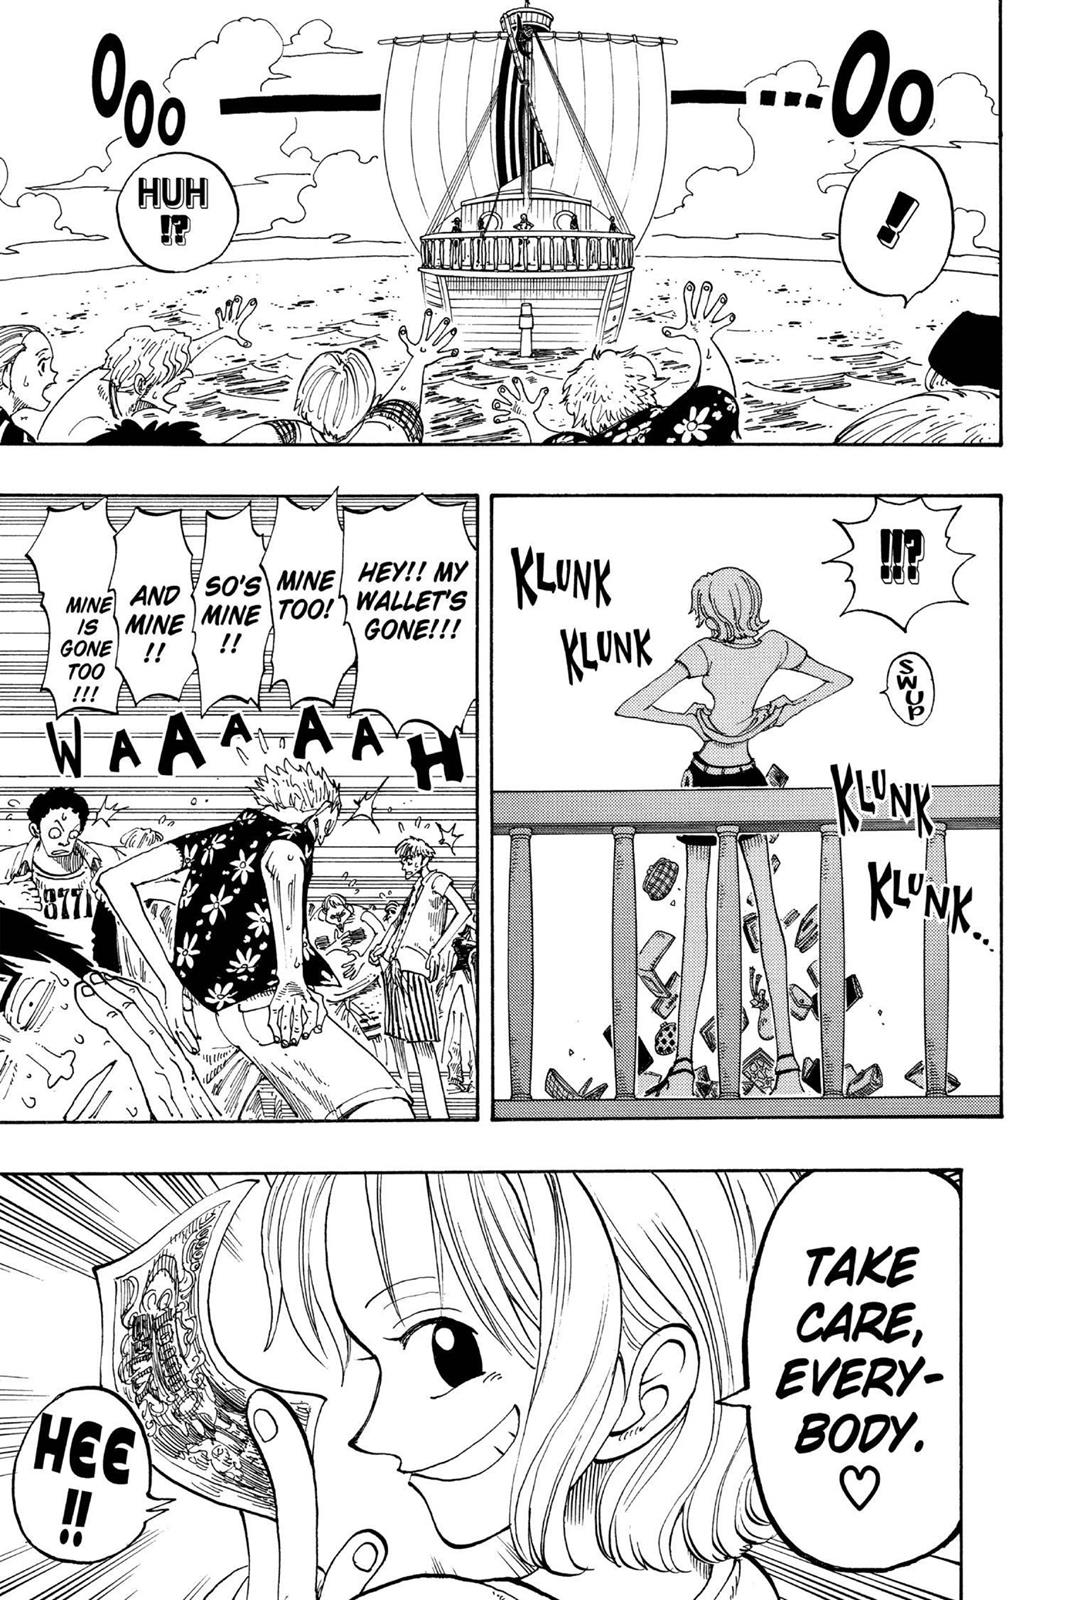 OOO
Oo
!
HUH
!?
!!?
KLUNK
KLUNK
SWUP
KLUNK
KLUNK...
HEY!! MY
WALLET'S
GONE!!!
MINE
TOO!
SO'S
MINE
!!
AND
MINE
!!
MINE
IS
GONE
TOO
!!!
WAAAAAH
8771
TAKE
CARE,
EVERY-
BODY.
♡
HEE
!!